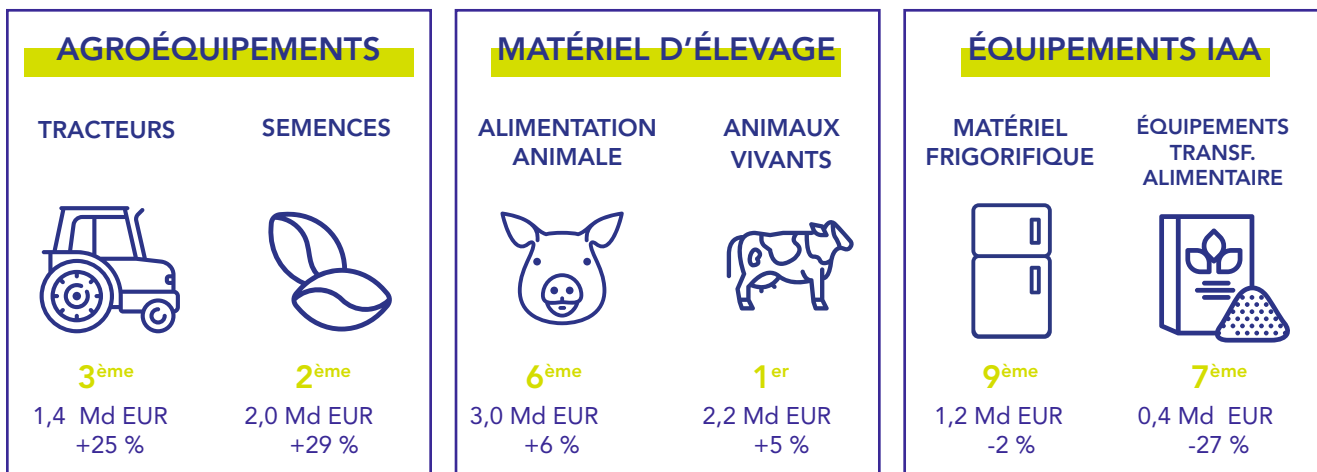 AGROÉQUIPEMENTS
TRACTEURS
SEMENCES
3ème
1,4 Md EUR
+25 %
2ème
2,0 Md EUR
+29 %
MATÉRIEL D'ÉLEVAGE
ALIMENTATION
ANIMALE
ANIMAUX
VIVANTS
6ème
3,0 Md EUR
+6 %
1er
2,2 Md EUR
+5 %
ÉQUIPEMENTS IAA
MATÉRIEL
FRIGORIFIQUE
ÉQUIPEMENTS
TRANSF.
ALIMENTAIRE
9ème
1,2 Md EUR
-2 %
7ème
0,4 Md EUR
-27 %